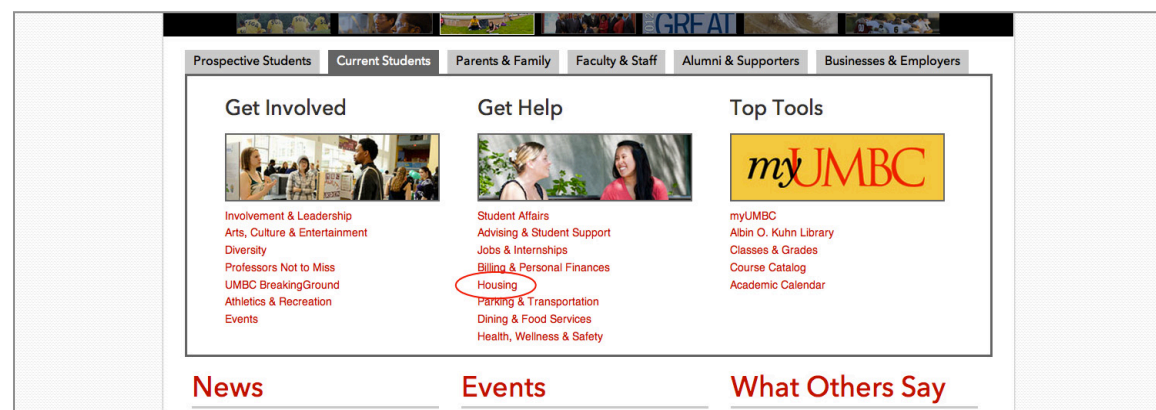 GREAT
Prospective Students Current Students Parents & Family Faculty & Staff Alumni & Supporters Businesses & Employers
Get Involved
Involvement & Leadership
Arts, Culture & Entertainment
Diversity
Professors Not to Miss
UMBC BreakingGround
Athletics & Recreation
Events
Get Help
Student Affairs
Advising & Student Support
Jobs & Internships
Billing & Personal Finances
Housing
Parking & Transportation
Dining & Food Services
Health, Wellness & Safety
Top Tools
myUMBC
myUMBC
Albin O. Kuhn Library
Classes & Grades
Course Catalog
Academic Calendar
News
Events
What Others Say